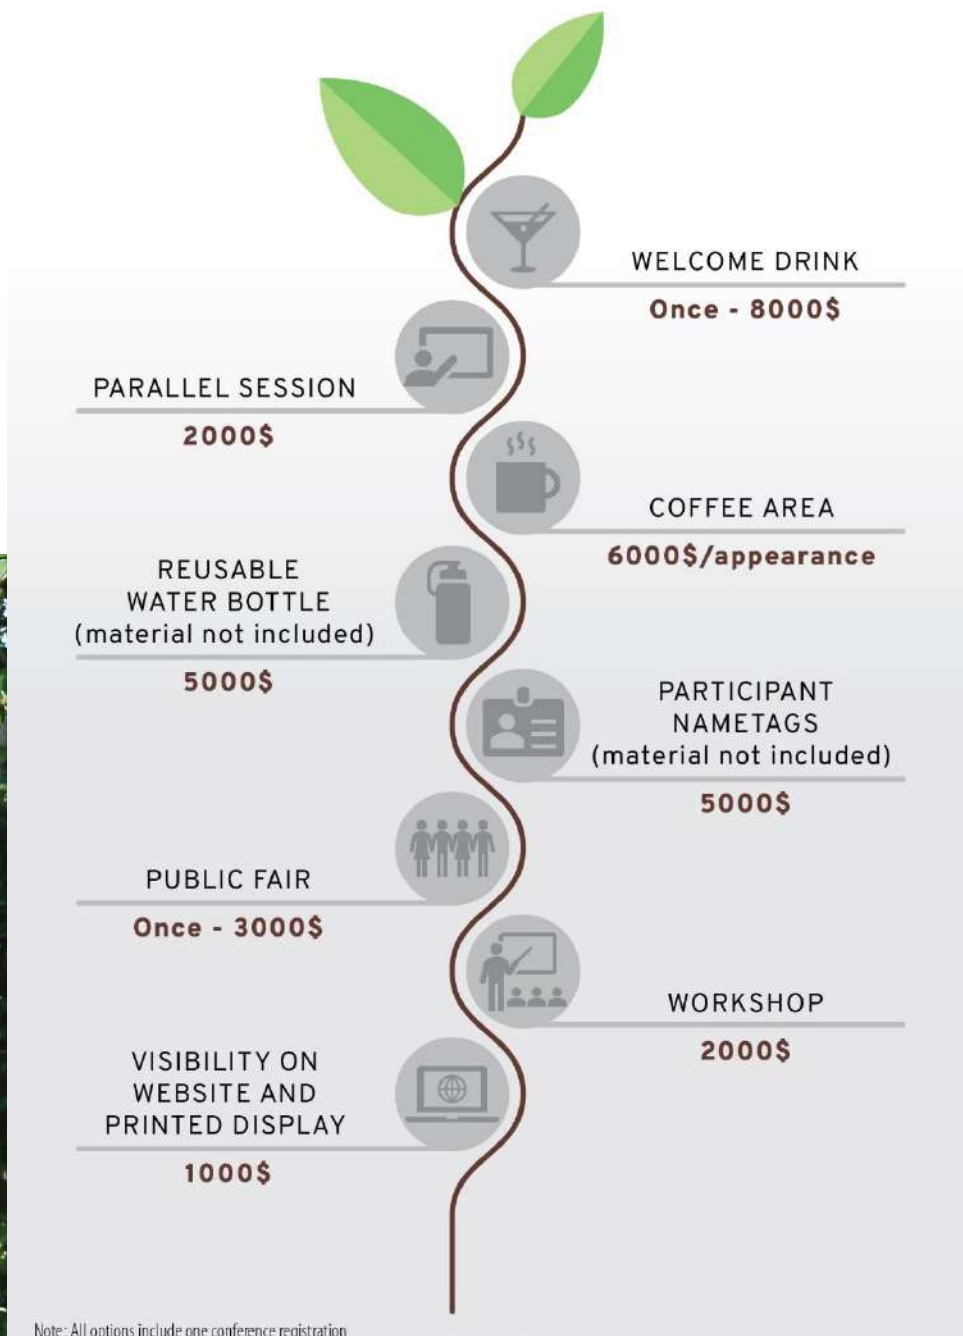 WELCOME DRINK
Once - 8000$
PARALLEL SESSION
2000$
COFFEE AREA
6000$/appearance
REUSABLE
WATER BOTTLE
(material not included)
5000$
PARTICIPANT
NAMETAGS
(material not included)
5000$
PUBLIC FAIR
Once - 3000$
WORKSHOP
2000$
VISIBILITY ON
WEBSITE AND
PRINTED DISPLAY
1000$
Note: All options include one conference registration